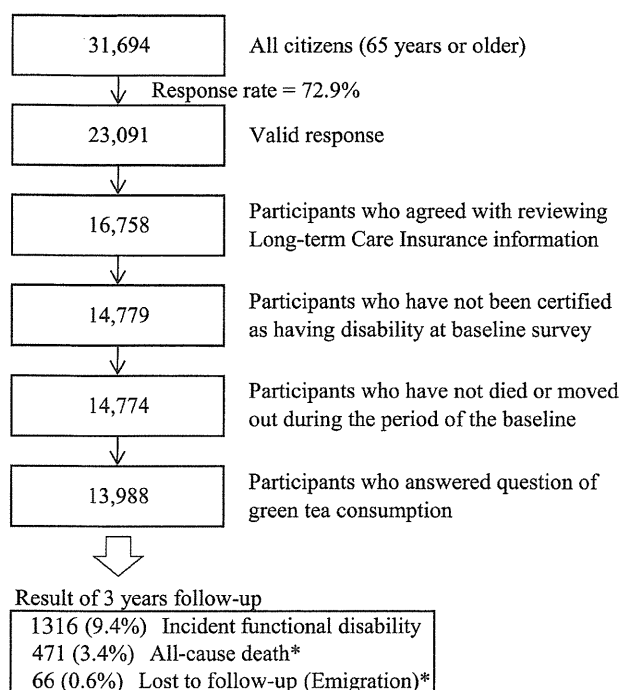 31,694 All citizens (65 years or older)
Response rate = 72.9%
23,091 Valid response
16,758 Participants who agreed with reviewing
Long-term Care Insurance information
14,779 Participants who have not been certified
as having disability at baseline survey
14,774 Participants who have not died or moved
out during the period of the baseline
13,988 Participants who answered question of
green tea consumption
Result of 3 years follow-up
1316 (9.4%) Incident functional disability
471 (3.4%) All-cause death*
66 (0.6%) Lost to follow-up (Emigration)*